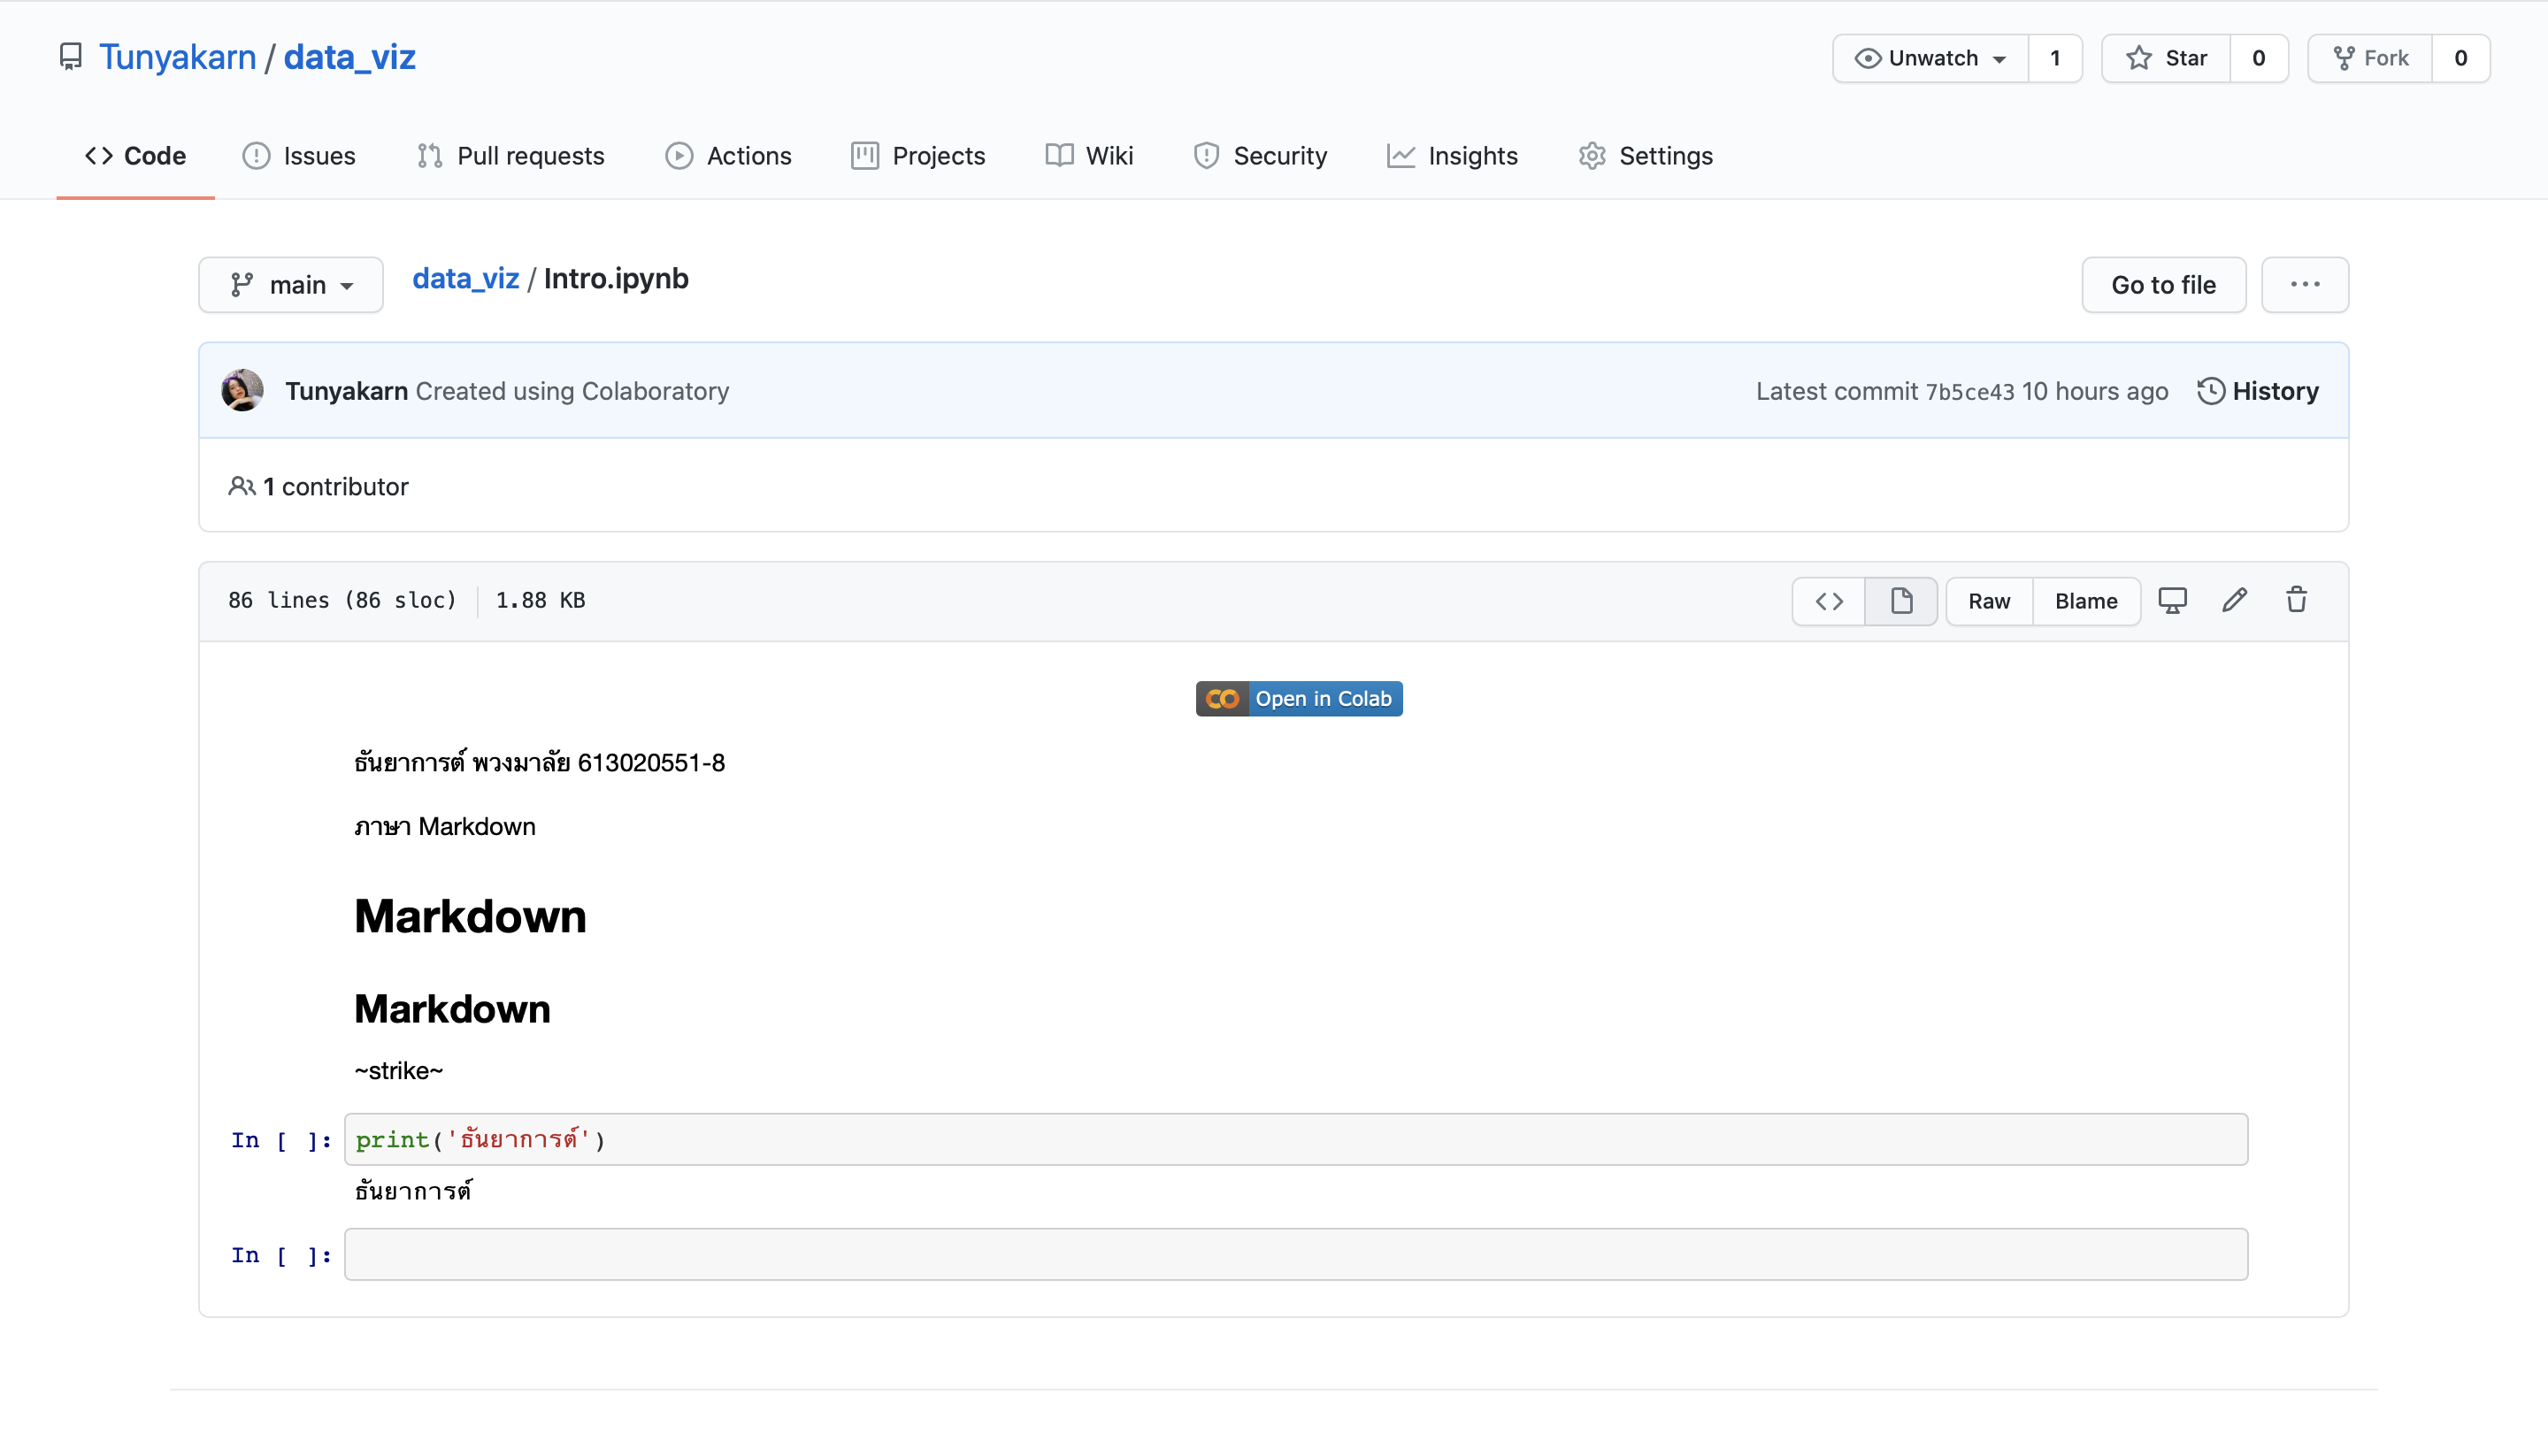 Tunyakarn / data_viz
Unwatch 1 Star 0 Fork 0
Code Issues Pull requests Actions Projects Wiki Security Insights Settings
main data_viz / Intro.ipynb Go to file ...
Tunyakarn Created using Colaboratory Latest commit 7b5ce43 10 hours ago History
1 contributor
86 lines (86 sloc) 1.88 KB Raw Blame
Open in Colab
ธันยาการต์ พวงมาลัย 613020551-8
ภาษา Markdown
Markdown
Markdown
~strike~
In [ ]: print('ธันยาการต์')
ธันยาการต์
In [ ]: